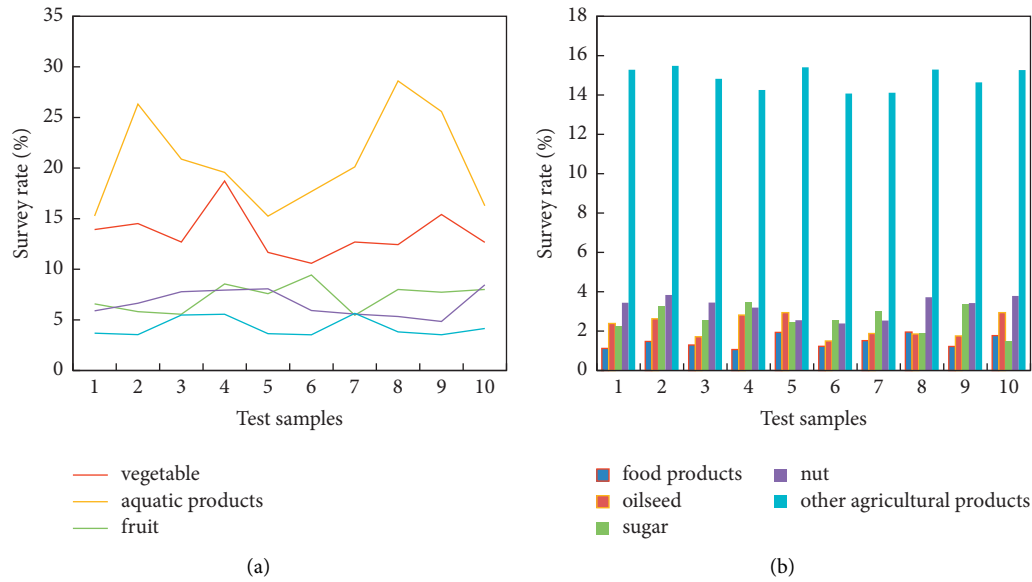 35
30
25
20
15
10
5
0
Survey rate (%)
1 2 3 4 5 6 7 8 9 10
Test samples
vegetable
aquatic products
fruit
(a)
18
16
14
12
10
8
6
4
2
0
Survey rate (%)
1 2 3 4 5 6 7 8 9 10
Test samples
food products
oilseed
sugar
nut
other agricultural products
(b)